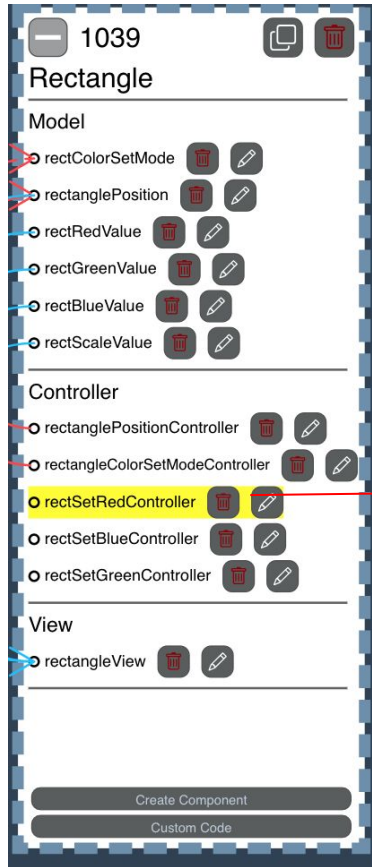 1039
Rectangle
Model
rectColorSetMode
rectanglePosition
rectRedValue
rectGreenValue
rectBlueValue
rectScaleValue
Controller
rectanglePositionController
rectangleColorSetModeController
rectSetRedController
rectSetBlueController
rectSetGreenController
View
rectangleView
Create Component
Custom Code